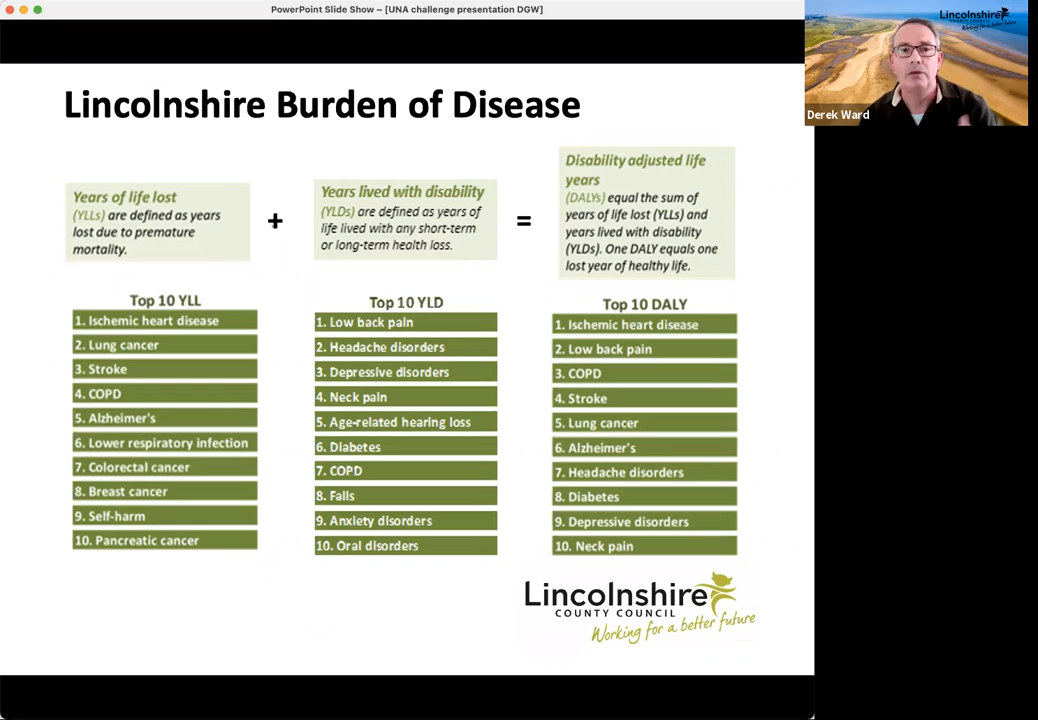 PowerPoint Slide Show – [UNA challenge presentation DGW]
Lincolnshire
COUNTY COUNCIL
Working for a better future
Derek Ward
Lincolnshire Burden of Disease
Years of life lost
(YLLs) are defined as years
lost due to premature
mortality.
+
Years lived with disability
(YLDs) are defined as years of
life lived with any short-term
or long-term health loss.
=
Disability adjusted life
years
(DALYs) equal the sum of
years of life lost (YLLs) and
years lived with disability
(YLDs). One DALY equals one
lost year of healthy life.
Top 10 YLL
1. Ischemic heart disease
2. Lung cancer
3. Stroke
4. COPD
5. Alzheimer's
6. Lower respiratory infection
7. Colorectal cancer
8. Breast cancer
9. Self-harm
10. Pancreatic cancer
Top 10 YLD
1. Low back pain
2. Headache disorders
3. Depressive disorders
4. Neck pain
5. Age-related hearing loss
6. Diabetes
7. COPD
8. Falls
9. Anxiety disorders
10. Oral disorders
Top 10 DALY
1. Ischemic heart disease
2. Low back pain
3. COPD
4. Stroke
5. Lung cancer
6. Alzheimer's
7. Headache disorders
8. Diabetes
9. Depressive disorders
10. Neck pain
Lincolnshire
COUNTY COUNCIL
Working for a better future